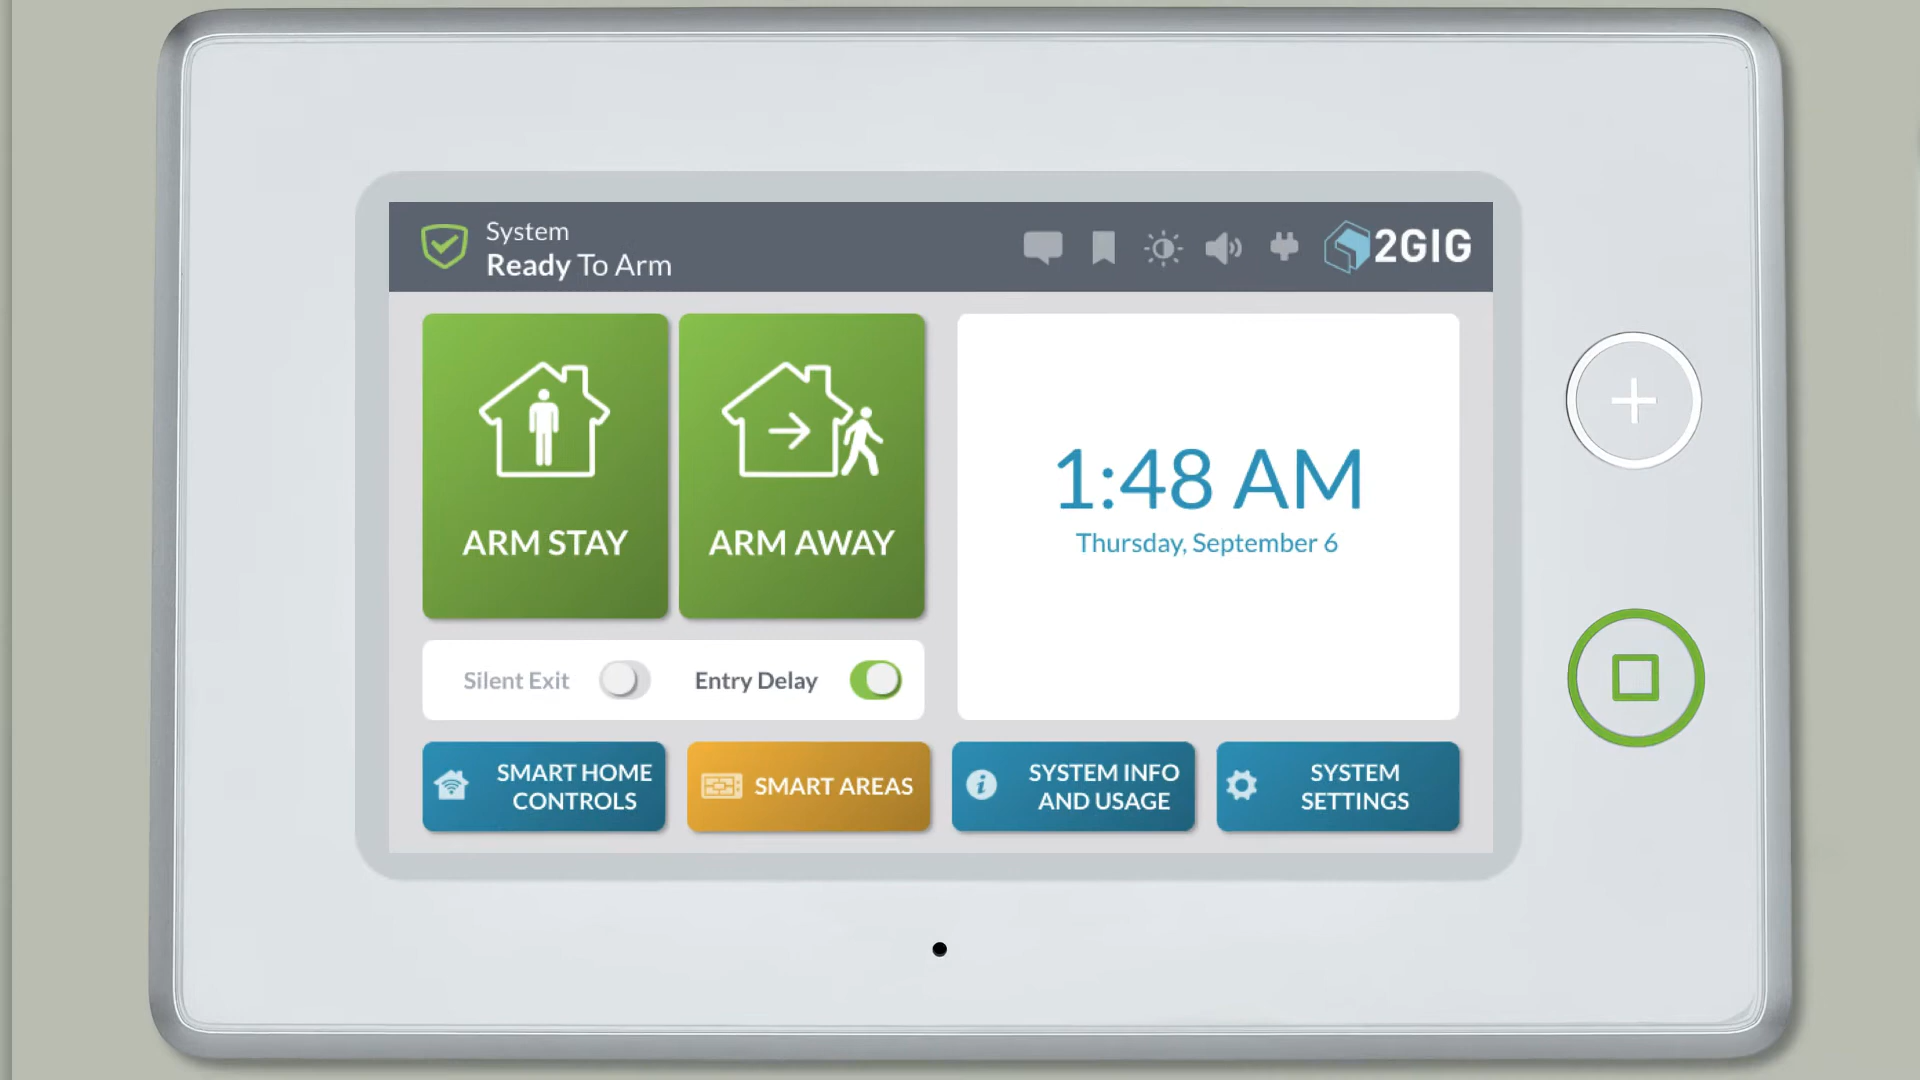 System
Ready To Arm
2GIG
ARM STAY
ARM AWAY
1:48 AM
Thursday, September 6
Silent Exit
Entry Delay
SMART HOME
CONTROLS
SMART AREAS
SYSTEM INFO
AND USAGE
SYSTEM
SETTINGS